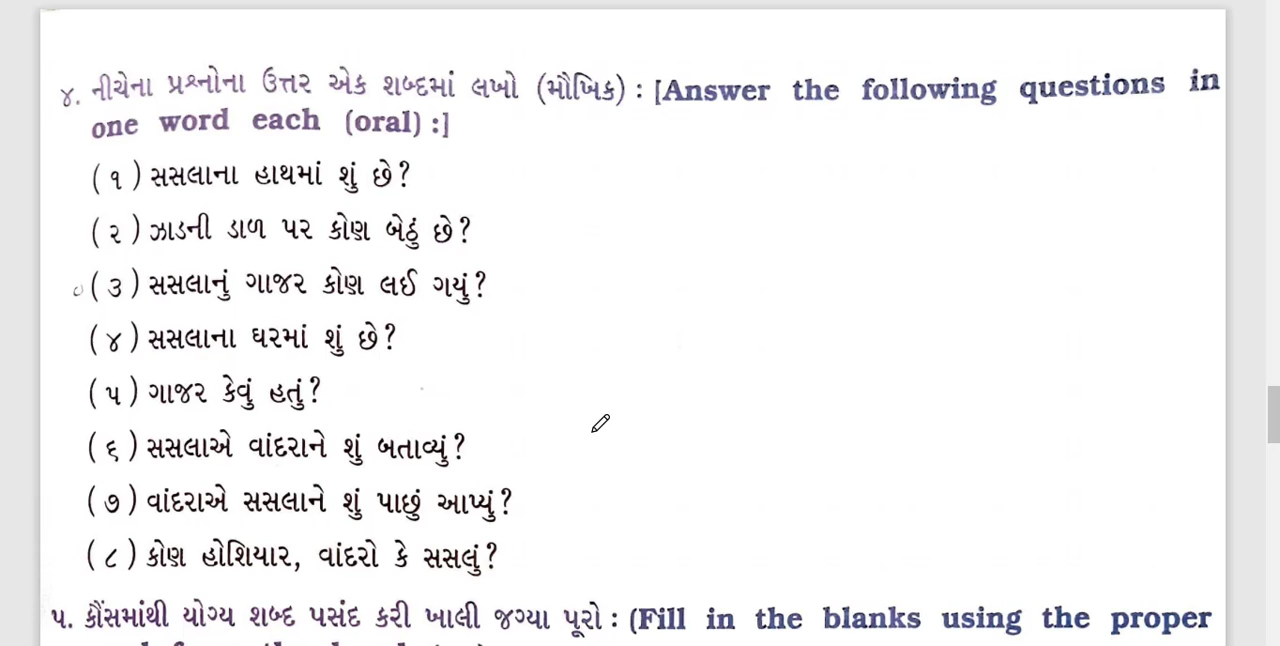 ૪. નીચેના પ્રશ્નોના ઉત્તર એક શબ્દમાં લખો (મૌખિક) : [Answer the following questions in
one word each (oral) :]
(૧) સસલાના હાથમાં શું છે?
(૨) ઝાડની ડાળ પર કોણ બેઠું છે?
(૩) સસલાનું ગાજર કોણ લઈ ગયું?
(૪) સસલાના ઘરમાં શું છે?
(૫) ગાજર કેવું હતું?
(૬) સસલાએ વાંદરાને શું બતાવ્યું?
(૭) વાંદરાએ સસલાને શું પાછું આપ્યું?
(૮) કોણ હોશિયાર, વાંદરો કે સસલું?
૫. કૌંસમાંથી યોગ્ય શબ્દ પસંદ કરી ખાલી જગ્યા પૂરો : (Fill in the blanks using the proper